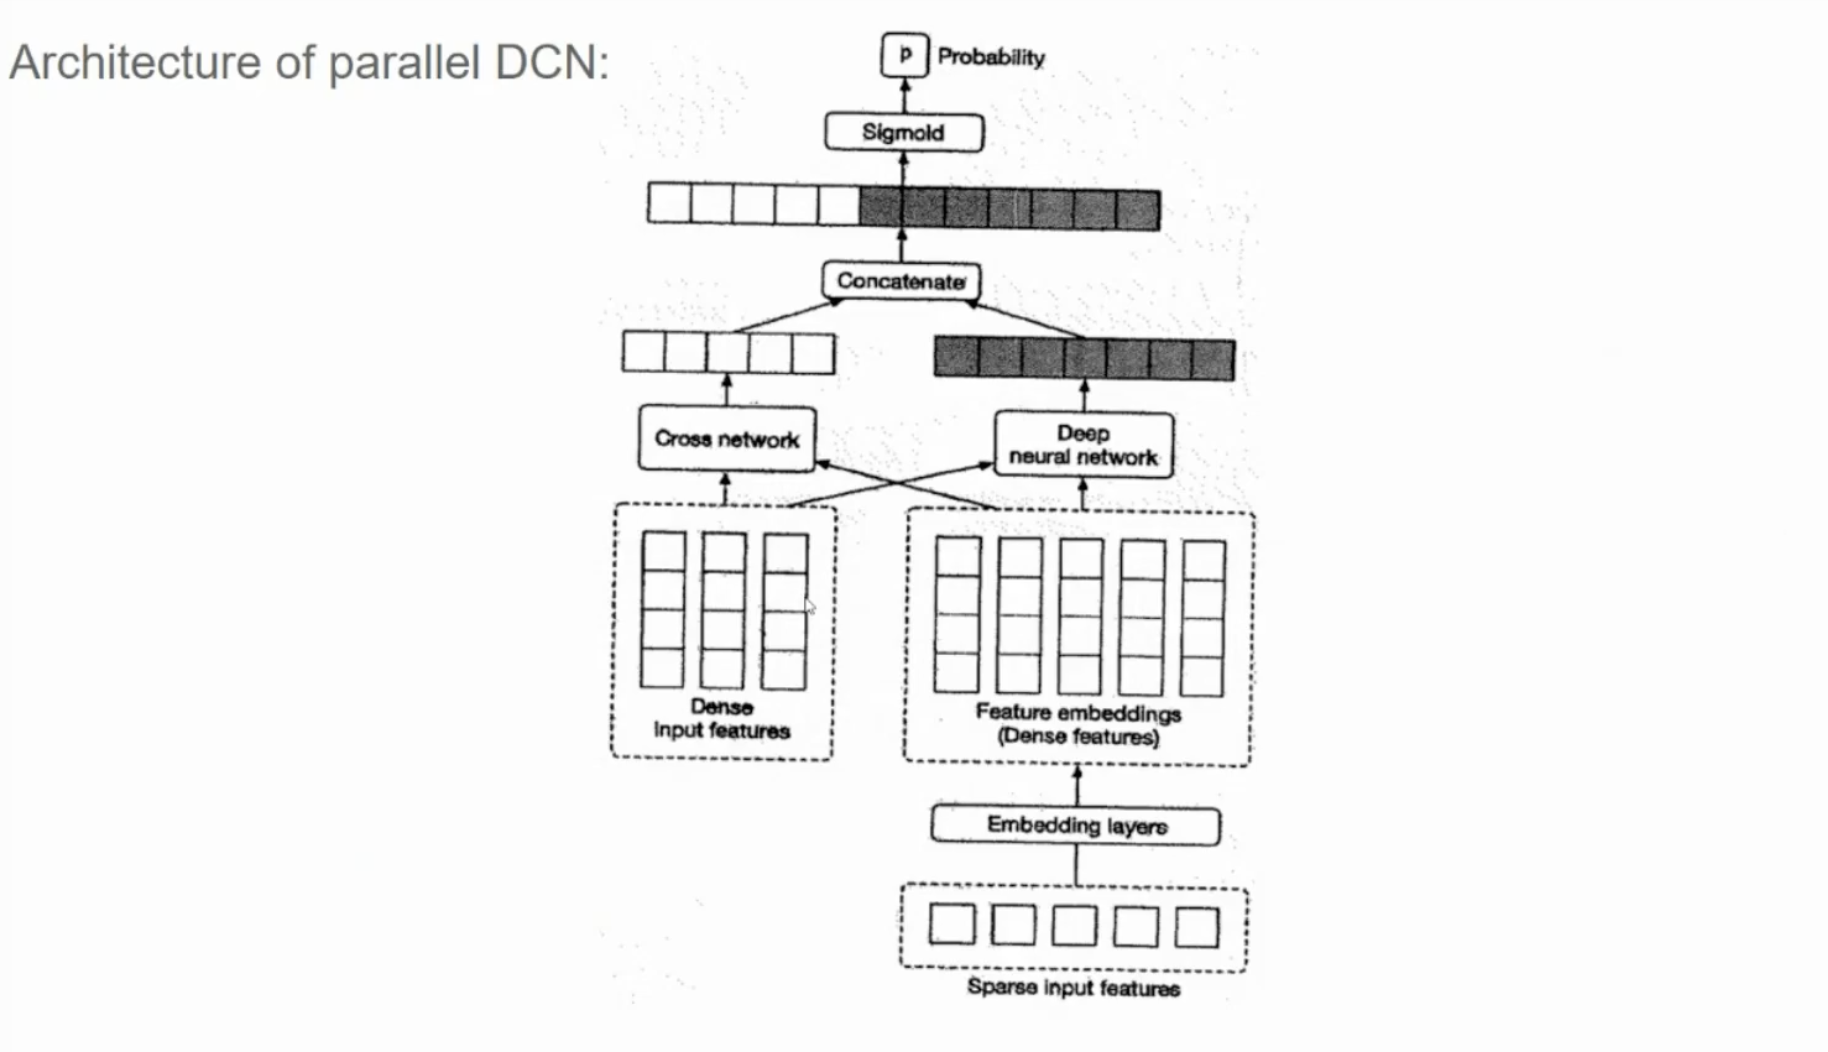 Architecture of parallel DCN:
p
Probability
Sigmoid
Concatenate
Cross network
Deep
neural network
Dense
Input features
Feature embeddings
(Dense features)
Embedding layers
Sparse input features